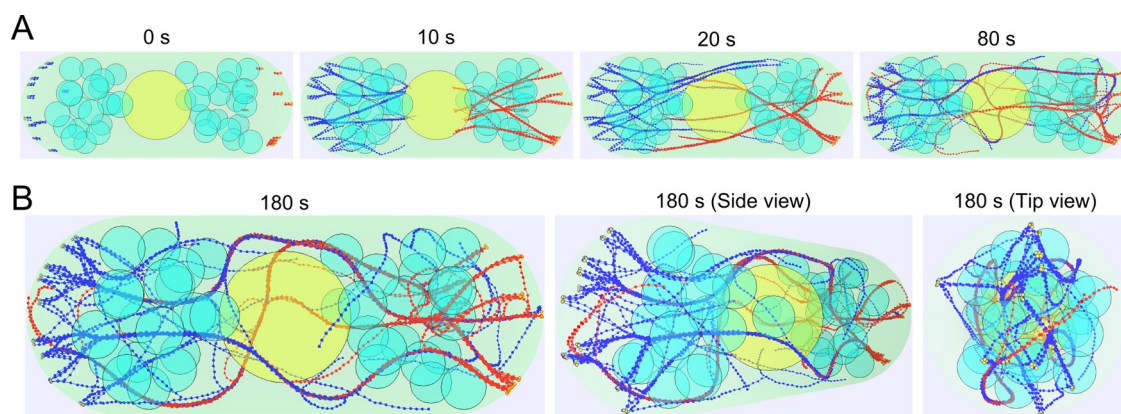 A
0 s
10 s
20 s
80 s
B
180 s
180 s (Side view)
180 s (Tip view)